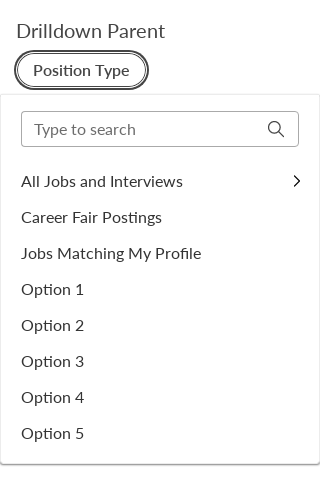 Drilldown Parent
Position Type
Type to search
All Jobs and Interviews
Career Fair Postings
Jobs Matching My Profile
Option 1
Option 2
Option 3
Option 4
Option 5